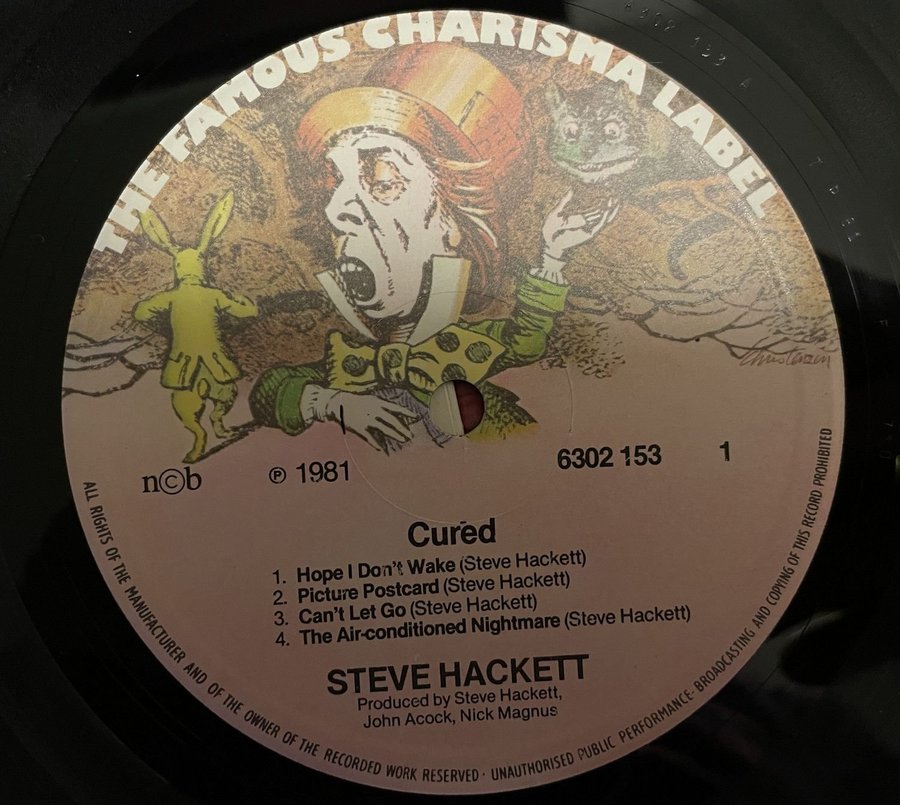 THE FAMOUS CHARISMA LABEL
Christensen
n©b
℗ 1981
6302 153
1
Cured
1. Hope I Don't Wake (Steve Hackett)
2. Picture Postcard (Steve Hackett)
3. Can't Let Go (Steve Hackett)
4. The Air-conditioned Nightmare (Steve Hackett)
STEVE HACKETT
Produced by Steve Hackett,
John Acock, Nick Magnus
ALL RIGHTS OF THE MANUFACTURER AND OF THE OWNER OF THE RECORDED WORK RESERVED · UNAUTHORISED PUBLIC PERFORMANCE· BROADCASTING AND COPYING OF THIS RECORD PROHIBITED